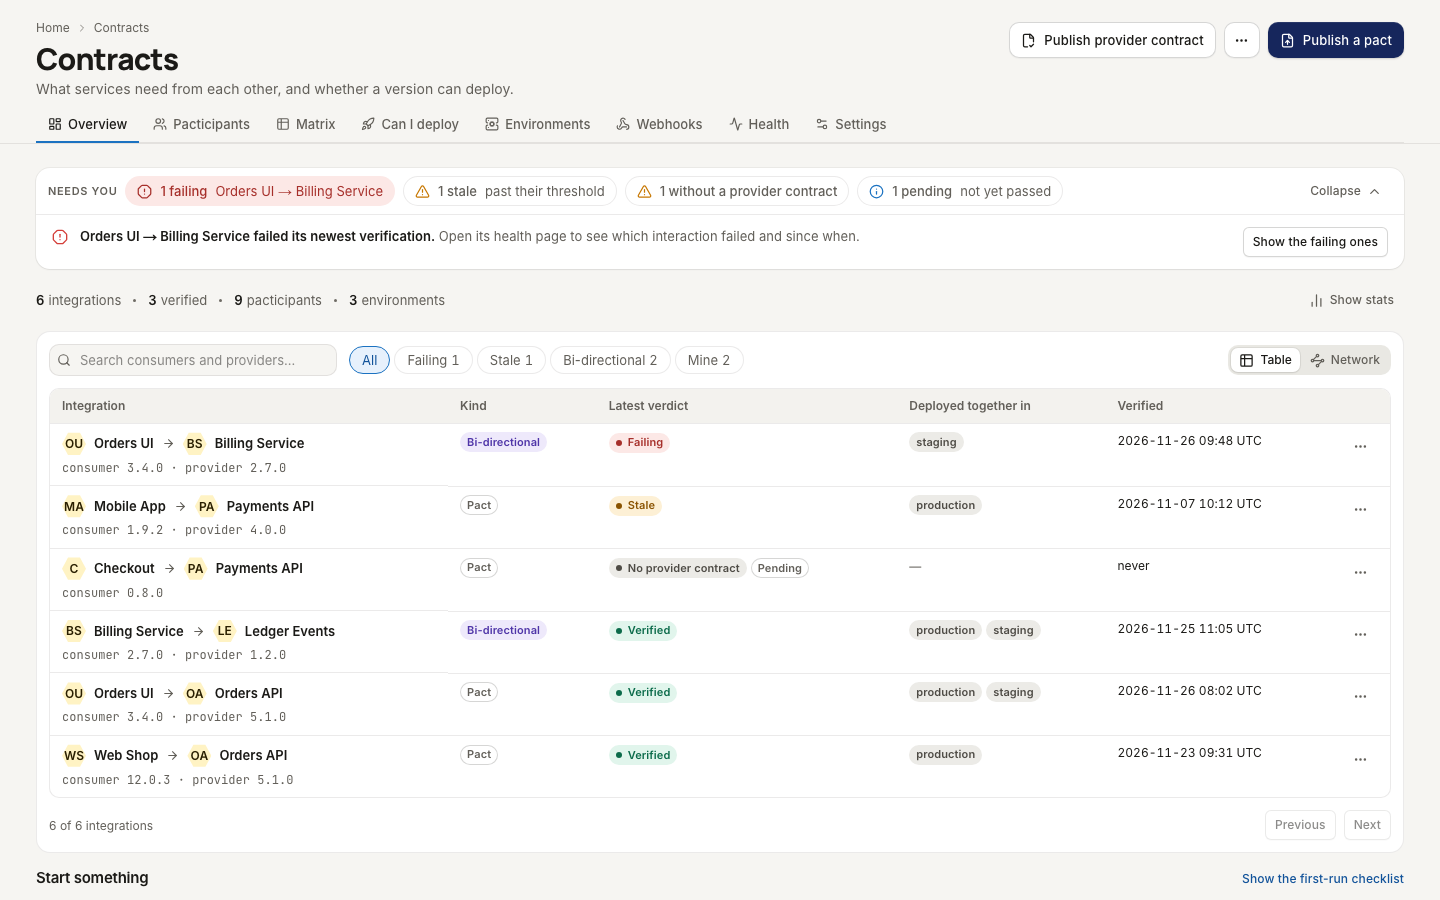 Home > Contracts
Contracts
What services need from each other, and whether a version can deploy.
Publish provider contract
···
Publish a pact
Overview Pacticipants Matrix Can I deploy Environments Webhooks Health Settings
NEEDS YOU 1 failing Orders UI → Billing Service 1 stale past their threshold 1 without a provider contract 1 pending not yet passed Collapse
Orders UI → Billing Service failed its newest verification. Open its health page to see which interaction failed and since when. Show the failing ones
6 integrations • 3 verified • 9 pacticipants • 3 environments Show stats
Search consumers and providers... All Failing 1 Stale 1 Bi-directional 2 Mine 2 Table Network
Integration Kind Latest verdict Deployed together in Verified
OU Orders UI → BS Billing Service Bi-directional Failing staging 2026-11-26 09:48 UTC ···
consumer 3.4.0 · provider 2.7.0
MA Mobile App → PA Payments API Pact Stale production 2026-11-07 10:12 UTC ···
consumer 1.9.2 · provider 4.0.0
C Checkout → PA Payments API Pact No provider contract Pending — never ···
consumer 0.8.0
BS Billing Service → LE Ledger Events Bi-directional Verified production staging 2026-11-25 11:05 UTC ···
consumer 2.7.0 · provider 1.2.0
OU Orders UI → OA Orders API Pact Verified production staging 2026-11-26 08:02 UTC ···
consumer 3.4.0 · provider 5.1.0
WS Web Shop → OA Orders API Pact Verified production 2026-11-23 09:31 UTC ···
consumer 12.0.3 · provider 5.1.0
6 of 6 integrations Previous Next
Start something Show the first-run checklist